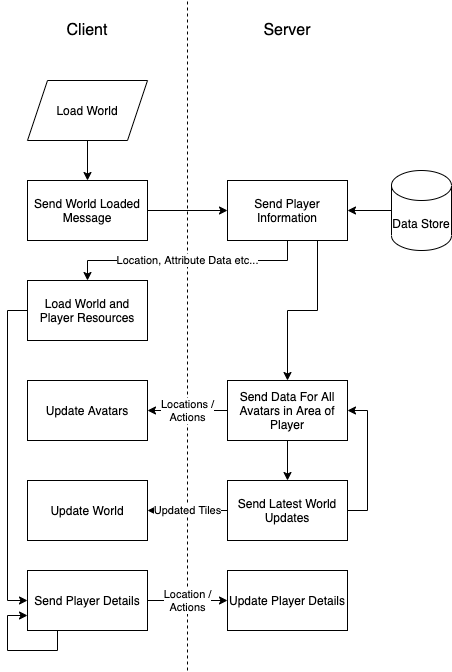 Client
Server
Load World
Send World Loaded
Message
Send Player
Information
Data Store
Location, Attribute Data etc...
Load World and
Player Resources
Update Avatars
Locations /
Actions
Send Data For All
Avatars in Area of
Player
Update World
Updated Tiles
Send Latest World
Updates
Send Player Details
Location /
Actions
Update Player Details